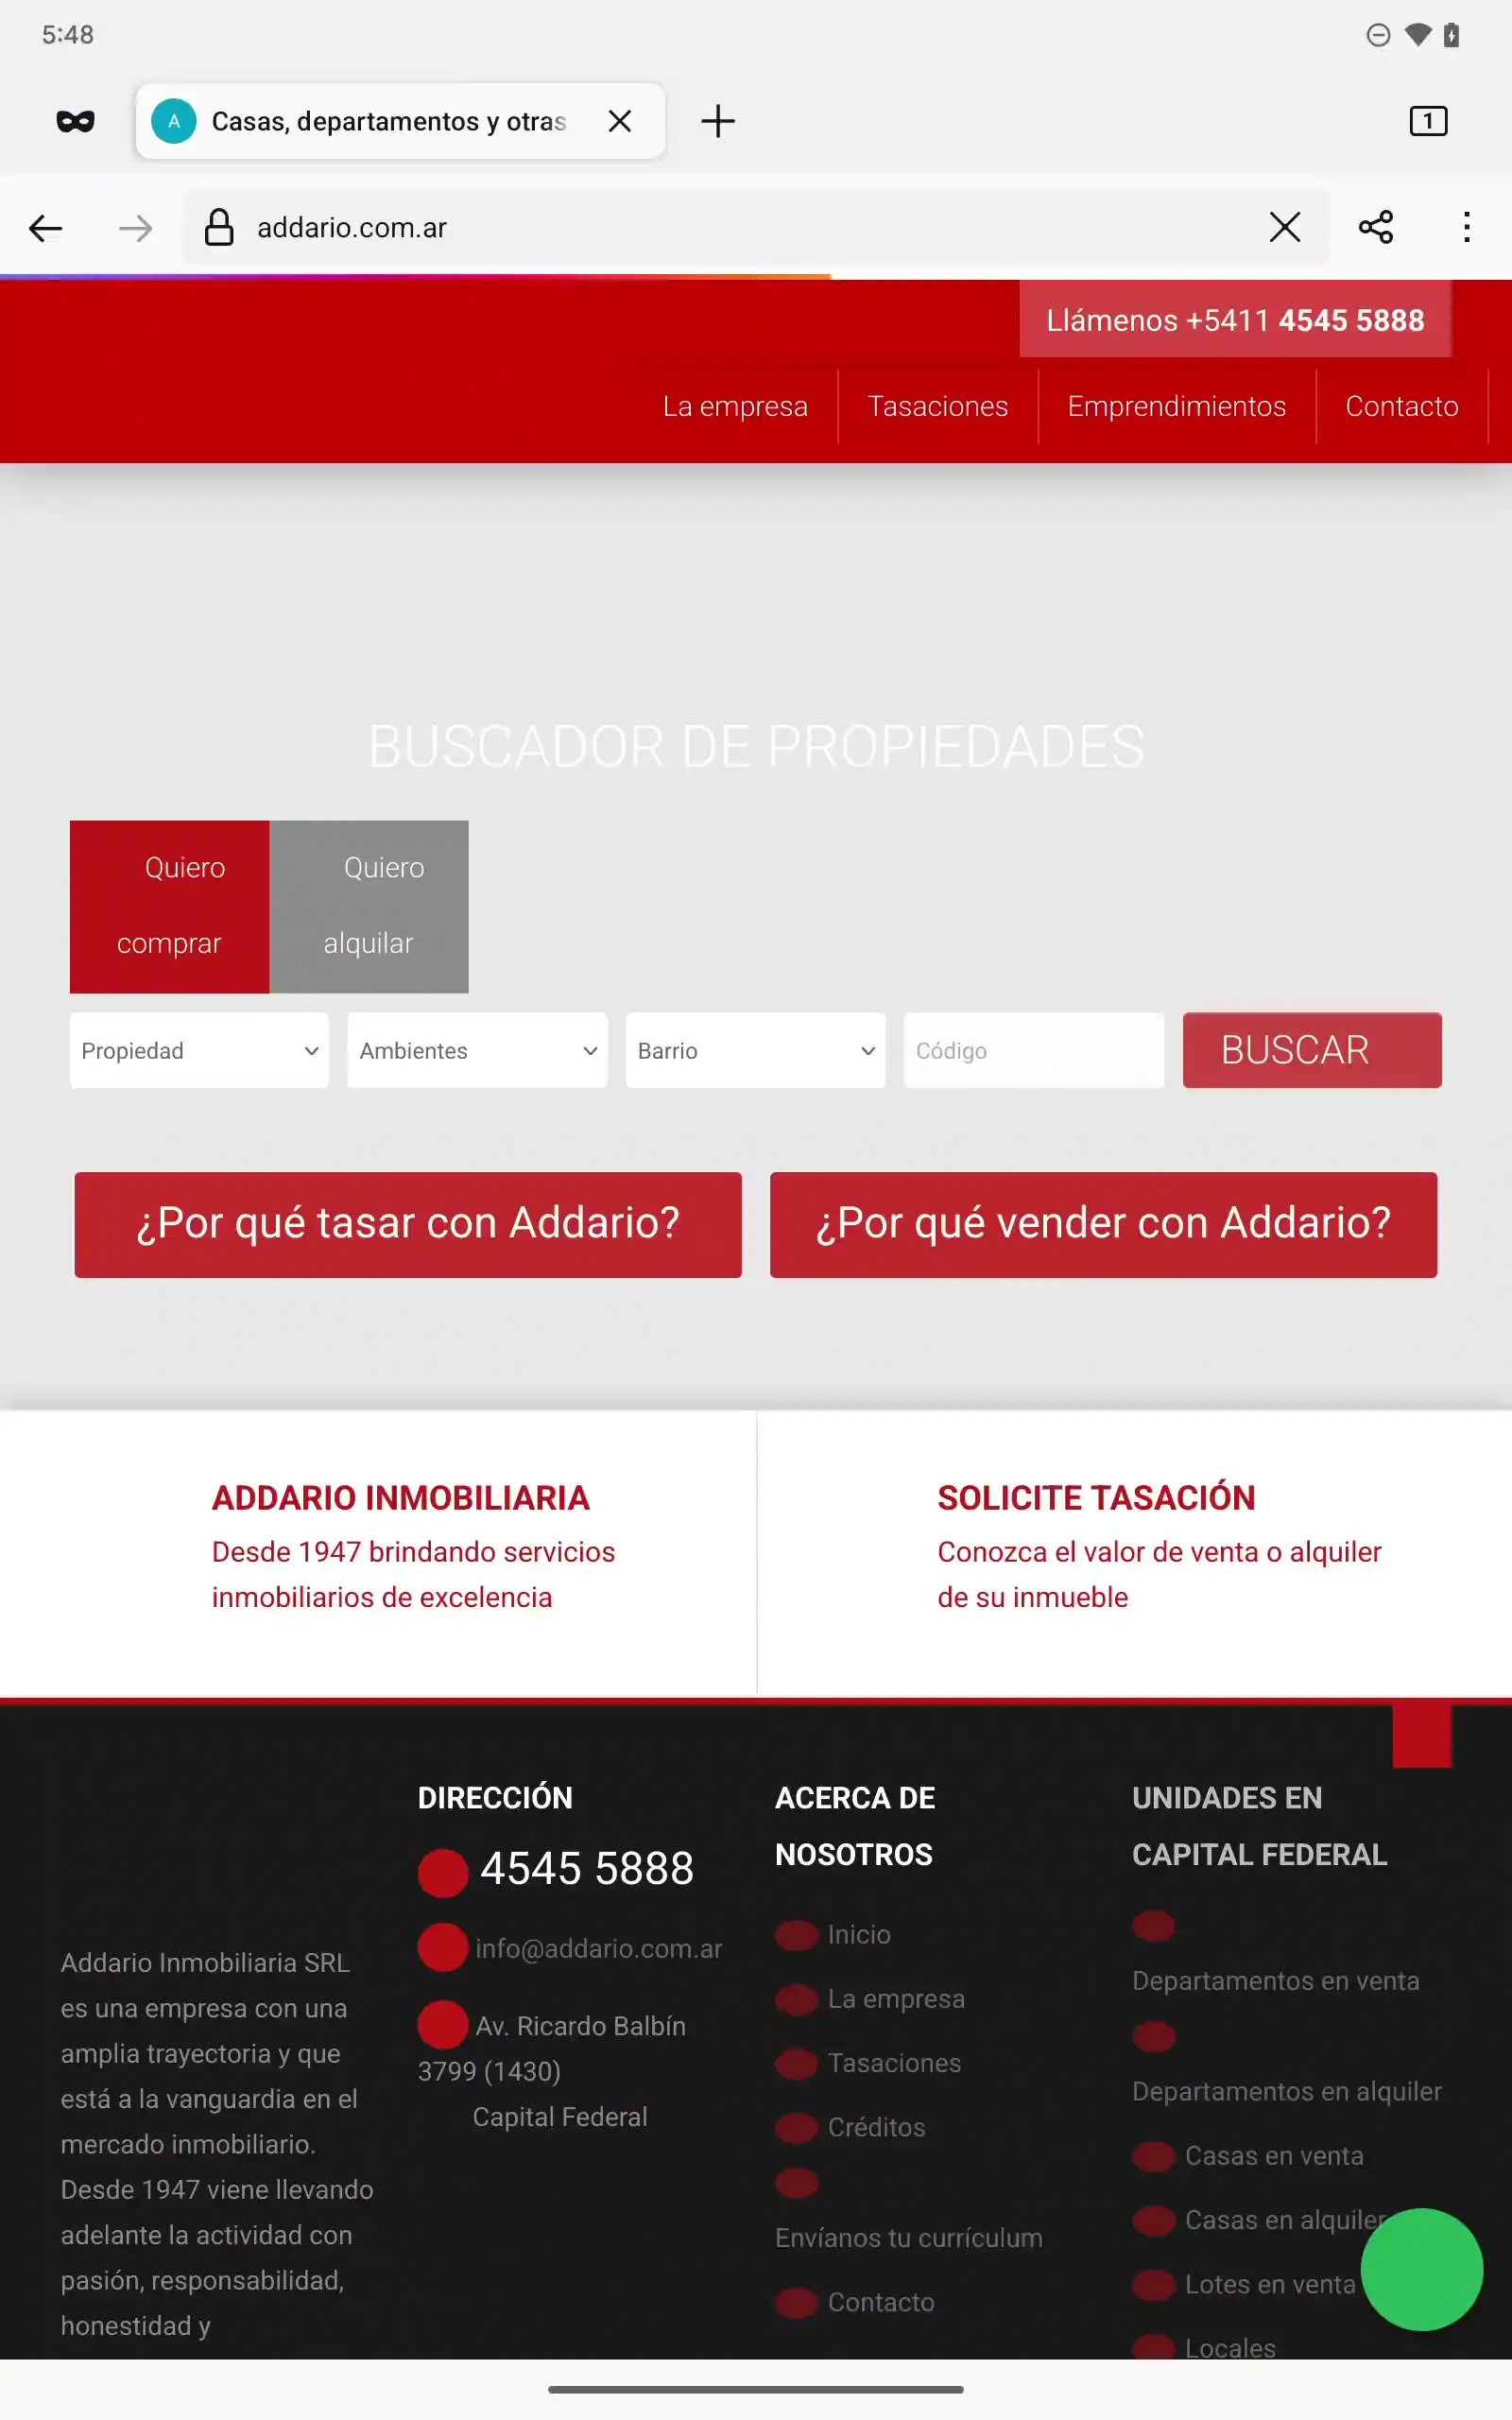 5:48
A Casas, departamentos y otras
1
addario.com.ar
Llámenos +5411 4545 5888
La empresa
Tasaciones
Emprendimientos
Contacto
BUSCADOR DE PROPIEDADES
Quiero
comprar
Quiero
alquilar
Propiedad
Ambientes
Barrio
Código
BUSCAR
¿Por qué tasar con Addario?
¿Por qué vender con Addario?
ADDARIO INMOBILIARIA
Desde 1947 brindando servicios
inmobiliarios de excelencia
SOLICITE TASACIÓN
Conozca el valor de venta o alquiler
de su inmueble
Addario Inmobiliaria SRL
es una empresa con una
amplia trayectoria y que
está a la vanguardia en el
mercado inmobiliario.
Desde 1947 viene llevando
adelante la actividad con
pasión, responsabilidad,
honestidad y
DIRECCIÓN
4545 5888
info@addario.com.ar
Av. Ricardo Balbín
3799 (1430)
Capital Federal
ACERCA DE
NOSOTROS
Inicio
La empresa
Tasaciones
Créditos
Envíanos tu currículum
Contacto
UNIDADES EN
CAPITAL FEDERAL
Departamentos en venta
Departamentos en alquiler
Casas en venta
Casas en alquiler
Lotes en venta
Locales